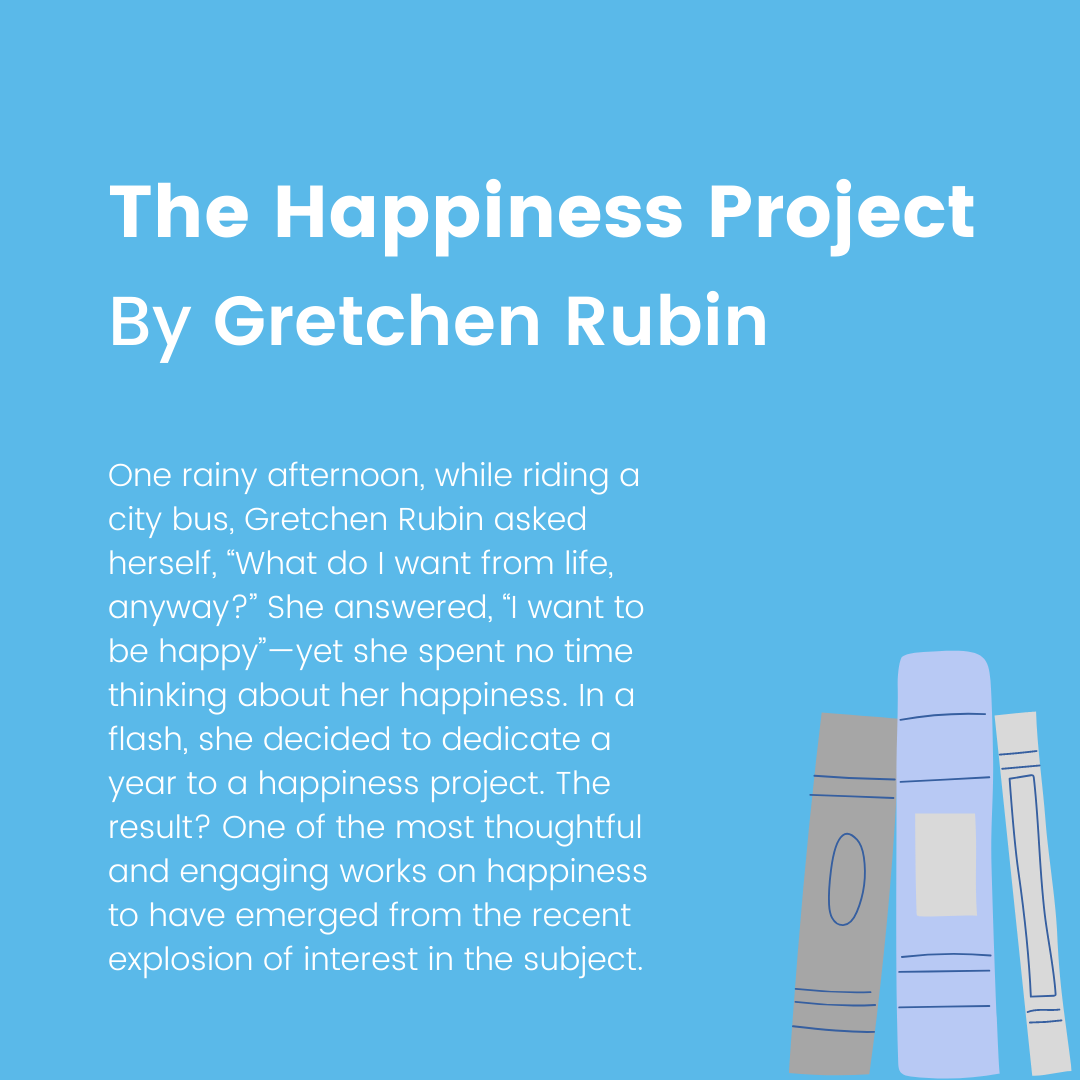 The Happiness Project
By Gretchen Rubin
One rainy afternoon, while riding a
city bus, Gretchen Rubin asked
herself, “What do I want from life,
anyway?” She answered, “I want to
be happy”—yet she spent no time
thinking about her happiness. In a
flash, she decided to dedicate a
year to a happiness project. The
result? One of the most thoughtful
and engaging works on happiness
to have emerged from the recent
explosion of interest in the subject.